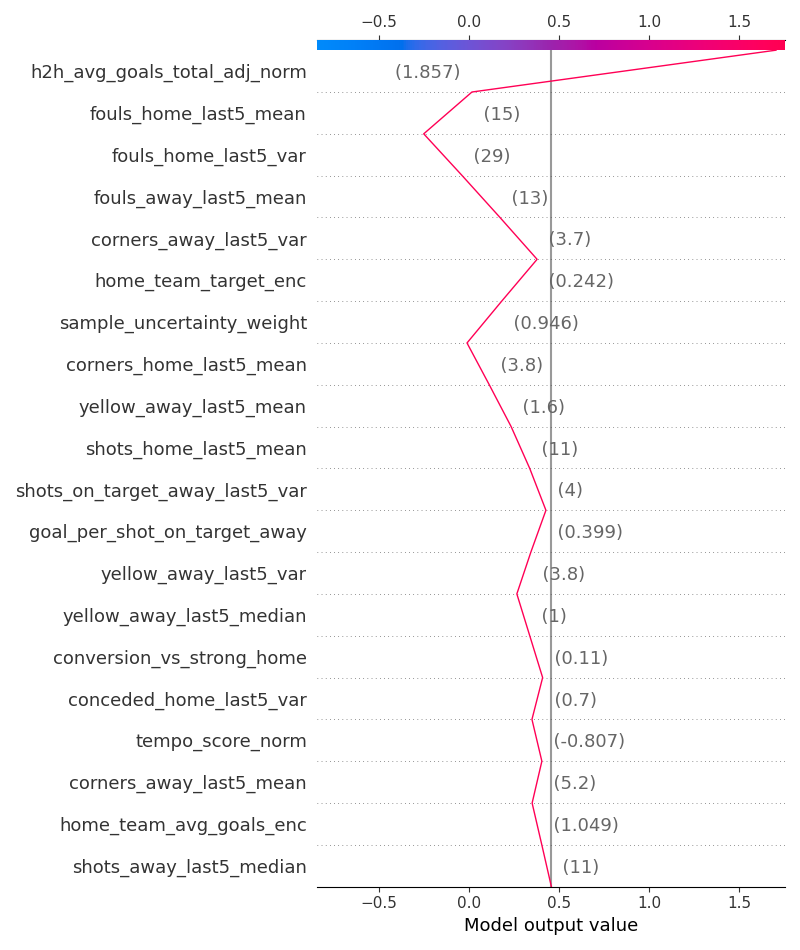 −0.5 0.0 0.5 1.0 1.5
h2h_avg_goals_total_adj_norm (1.857)
fouls_home_last5_mean (15)
fouls_home_last5_var (29)
fouls_away_last5_mean (13)
corners_away_last5_var (3.7)
home_team_target_enc (0.242)
sample_uncertainty_weight (0.946)
corners_home_last5_mean (3.8)
yellow_away_last5_mean (1.6)
shots_home_last5_mean (11)
shots_on_target_away_last5_var (4)
goal_per_shot_on_target_away (0.399)
yellow_away_last5_var (3.8)
yellow_away_last5_median (1)
conversion_vs_strong_home (0.11)
conceded_home_last5_var (0.7)
tempo_score_norm (-0.807)
corners_away_last5_mean (5.2)
home_team_avg_goals_enc (1.049)
shots_away_last5_median (11)
−0.5 0.0 0.5 1.0 1.5
Model output value